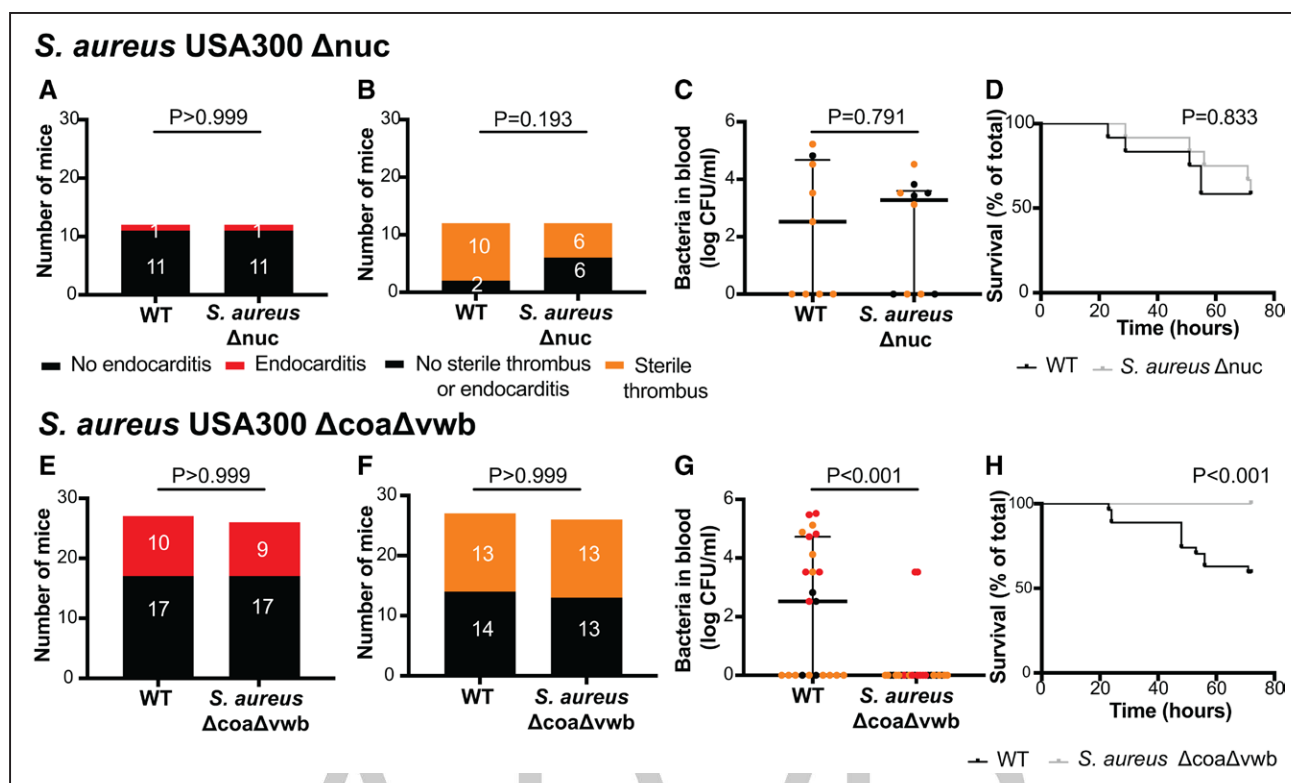 S. aureus USA300 Δnuc
A
B
C
D
P>0.999
P=0.193
P=0.791
P=0.833
Number of mice
30
20
10
0
1
11
1
11
WT
S. aureus
Δnuc
Number of mice
30
20
10
0
10
2
6
6
WT
S. aureus
Δnuc
Bacteria in blood
(log CFU/ml)
6
4
2
0
WT
S. aureus
Δnuc
Survival (% of total)
100
50
0
0
20
40
60
80
Time (hours)
WT
S. aureus Δnuc
No endocarditis
Endocarditis
No sterile thrombus
or endocarditis
Sterile
thrombus
S. aureus USA300 ΔcoaΔvwb
E
F
G
H
P>0.999
P>0.999
P<0.001
P<0.001
Number of mice
30
20
10
0
10
17
9
17
WT
S. aureus
ΔcoaΔvwb
Number of mice
30
20
10
0
13
14
13
13
WT
S. aureus
ΔcoaΔvwb
Bacteria in blood
(log CFU/ml)
6
4
2
0
WT
S. aureus
ΔcoaΔvwb
Survival (% of total)
100
50
0
0
20
40
60
80
Time (hours)
WT
S. aureus ΔcoaΔvwb